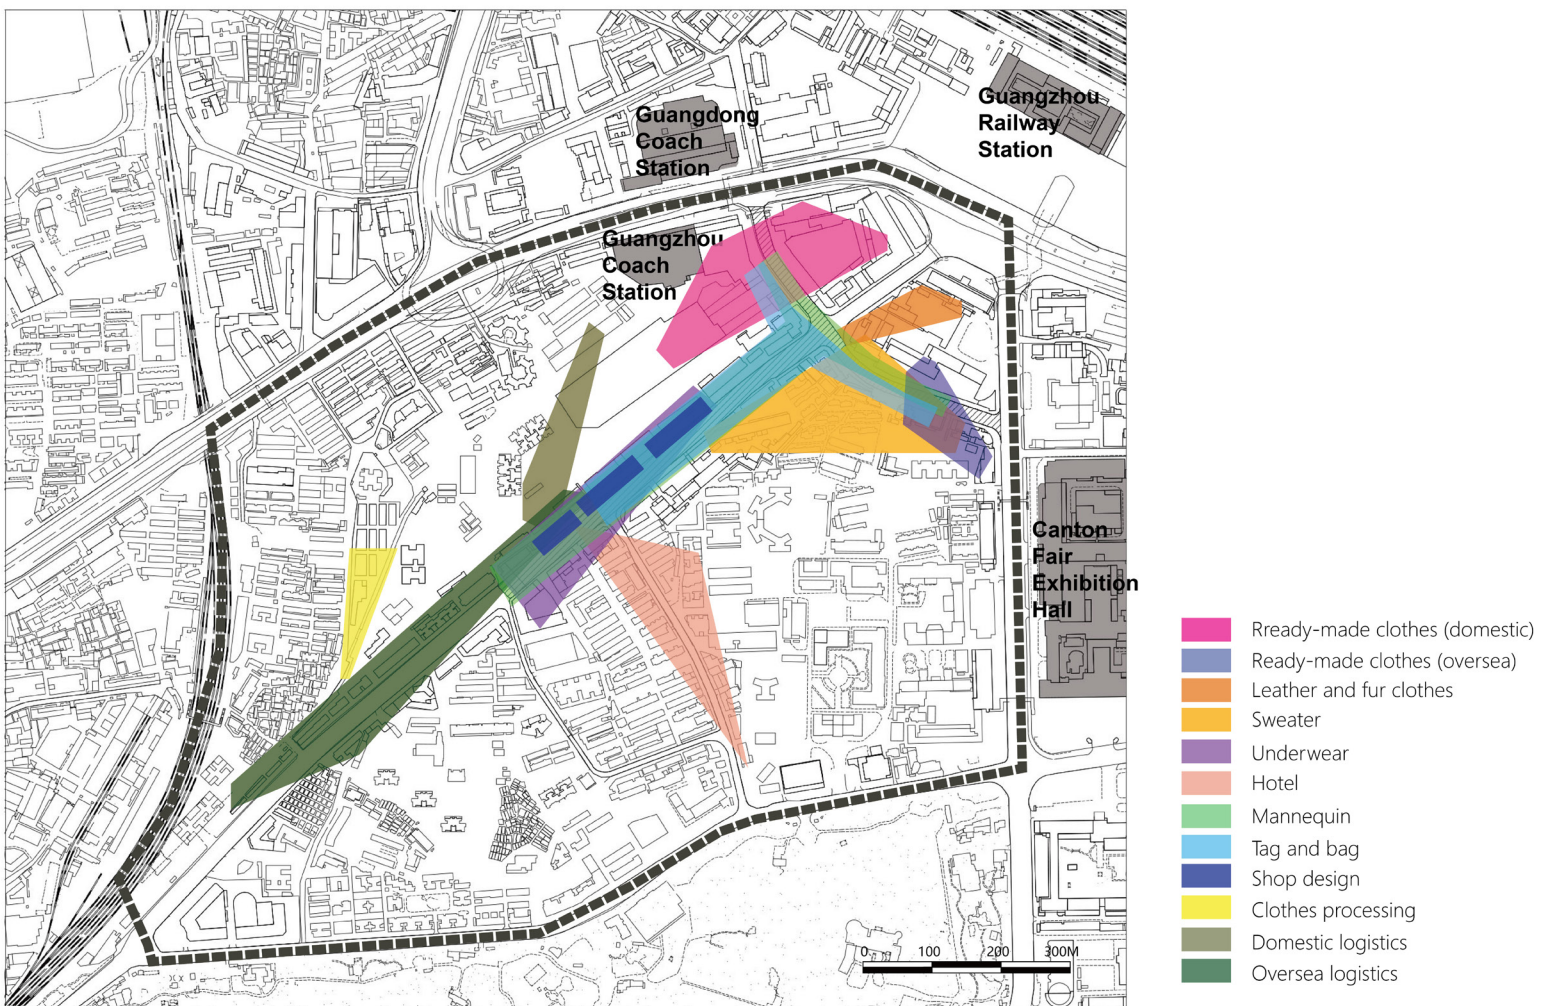 Guangzhou
Railway
Station
Guangdong
Coach
Station
Guangzhou
Coach
Station
Canton
Fair
Exhibition
Hall
Rready-made clothes (domestic)
Ready-made clothes (oversea)
Leather and fur clothes
Sweater
Underwear
Hotel
Mannequin
Tag and bag
Shop design
Clothes processing
Domestic logistics
Oversea logistics
0 100 200 300M